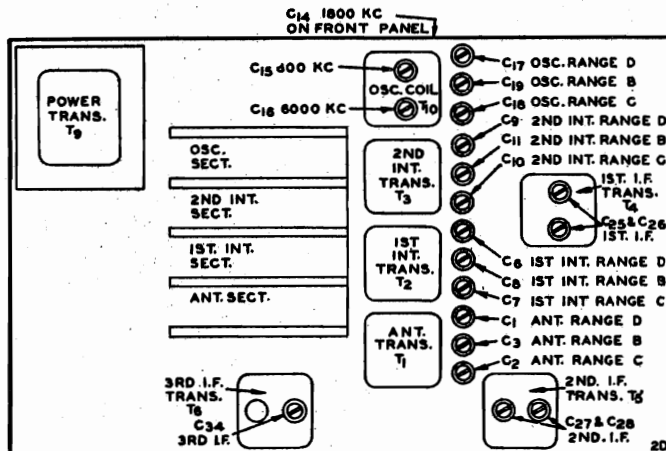 C14 1800 KC
ON FRONT PANEL
POWER
TRANS.
T9
C15 600 KC
OSC. COIL
C16 6000 KC
T10
C17 OSC. RANGE D
C19 OSC. RANGE B
C18 OSC. RANGE C
C9 2ND INT. RANGE D
C11 2ND INT. RANGE B
C10 2ND INT. RANGE C
OSC.
SECT.
2ND INT.
SECT.
1ST. INT.
SECT.
ANT. SECT.
2ND
INT.
TRANS.
T3
1ST
INT.
TRANS.
T2
ANT.
TRANS.
T1
1ST. I.F.
TRANS.
T4
C25 & C26
1ST. I.F.
C6 1ST INT RANGE D
C8 1ST INT RANGE B
C7 1ST INT RANGE C
C1 ANT. RANGE D
C3 ANT. RANGE B
C2 ANT. RANGE C
3RD I.F.
TRANS.
T6
C34
3RD I.F.
2ND. I.F.
TRANS. T5
C27 & C28
2ND. I.F.